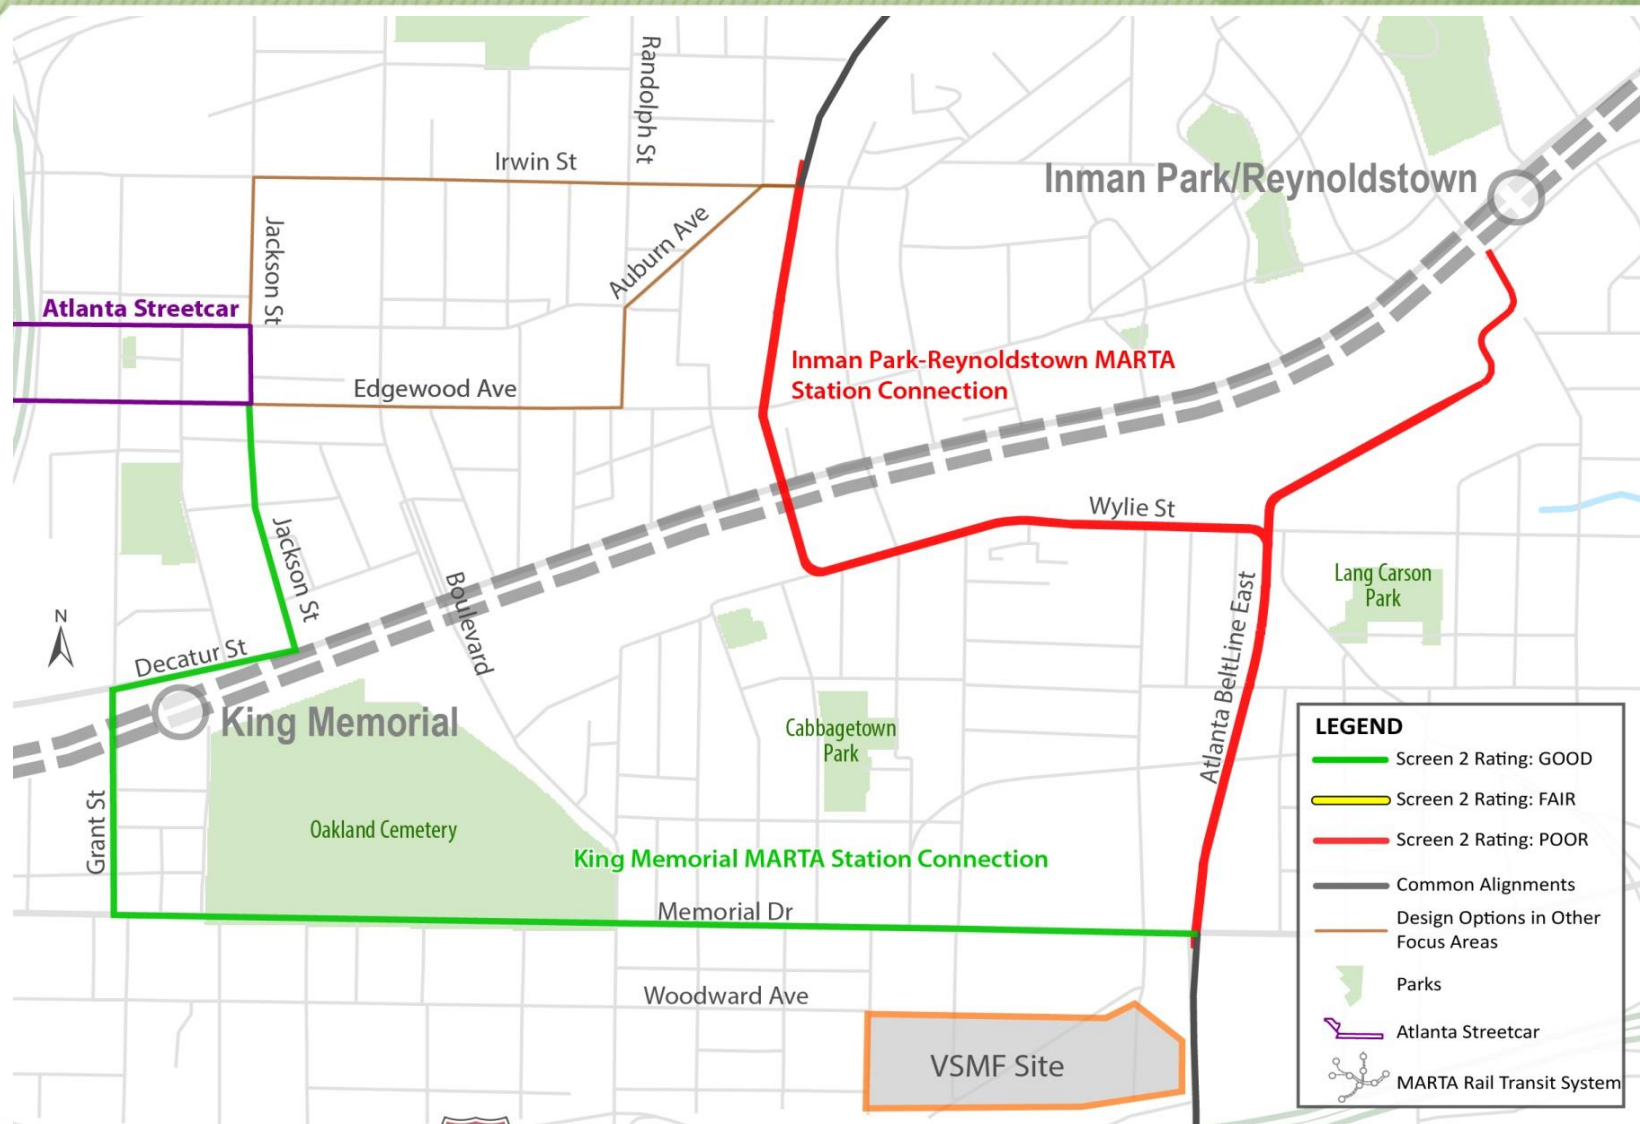 Randolph St
Irwin St
Inman Park/Reynoldstown
Jackson St
Auburn Ave
Atlanta Streetcar
Inman Park-Reynoldstown MARTA
Station Connection
Edgewood Ave
Wylie St
Jackson St
Boulevard
Lang Carson
Park
N
Decatur St
Atlanta BeltLine East
King Memorial
Cabbagetown
Park
Grant St
Oakland Cemetery
King Memorial MARTA Station Connection
Memorial Dr
Woodward Ave
VSMF Site
LEGEND
Screen 2 Rating: GOOD
Screen 2 Rating: FAIR
Screen 2 Rating: POOR
Common Alignments
Design Options in Other
Focus Areas
Parks
Atlanta Streetcar
MARTA Rail Transit System